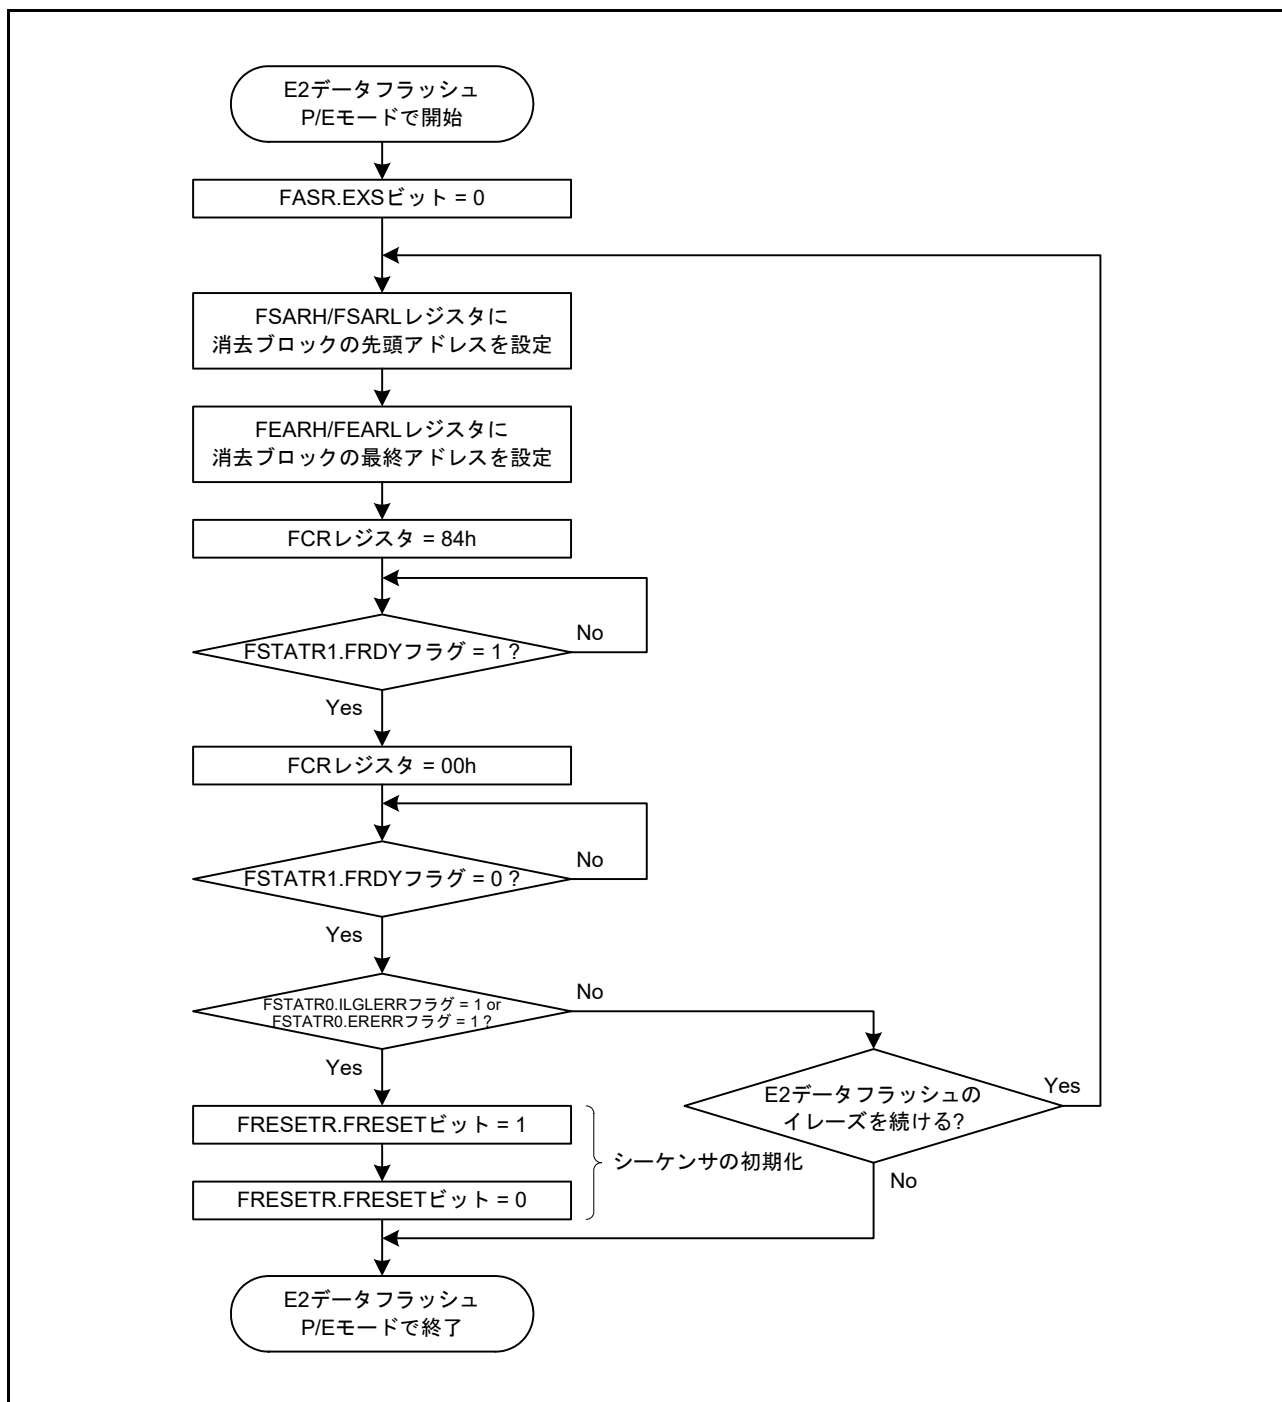 E2データフラッシュ
P/Eモードで開始
FASR.EXSビット = 0
FSARH/FSARLレジスタに
消去ブロックの先頭アドレスを設定
FEARH/FEARLレジスタに
消去ブロックの最終アドレスを設定
FCRレジスタ = 84h
FSTATR1.FRDYフラグ = 1 ?
No
Yes
FCRレジスタ = 00h
FSTATR1.FRDYフラグ = 0 ?
No
Yes
FSTATR0.ILGLERRフラグ = 1 or
FSTATR0.ERERRフラグ = 1 ?
No
Yes
E2データフラッシュの
イレーズを続ける?
Yes
No
FRESETR.FRESETビット = 1
シーケンサの初期化
FRESETR.FRESETビット = 0
E2データフラッシュ
P/Eモードで終了